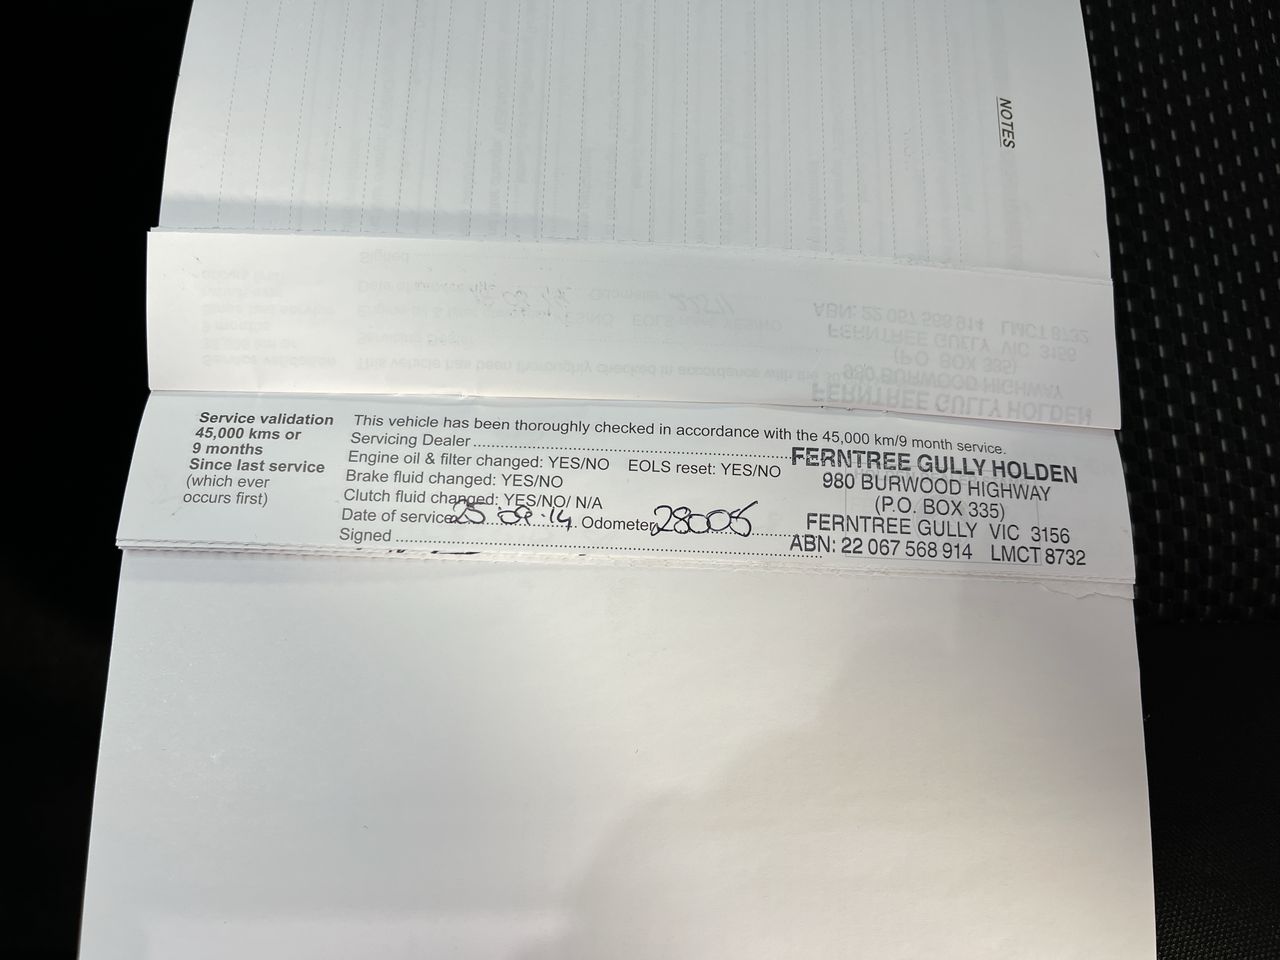 NOTES
Service validation
45,000 kms or
9 months
Since last service
(which ever
occurs first)
This vehicle has been thoroughly checked in accordance with the 45,000 km/9 month service.
Servicing Dealer
Engine oil & filter changed: YES/NO EOLS reset: YES/NO
Brake fluid changed: YES/NO
Clutch fluid changed: YES/NO/ N/A
Date of service 25.09.14 Odometer 28005
Signed
FERNTREE GULLY HOLDEN
980 BURWOOD HIGHWAY
(P.O. BOX 335)
FERNTREE GULLY VIC 3156
ABN: 22 067 568 914 LMCT 8732